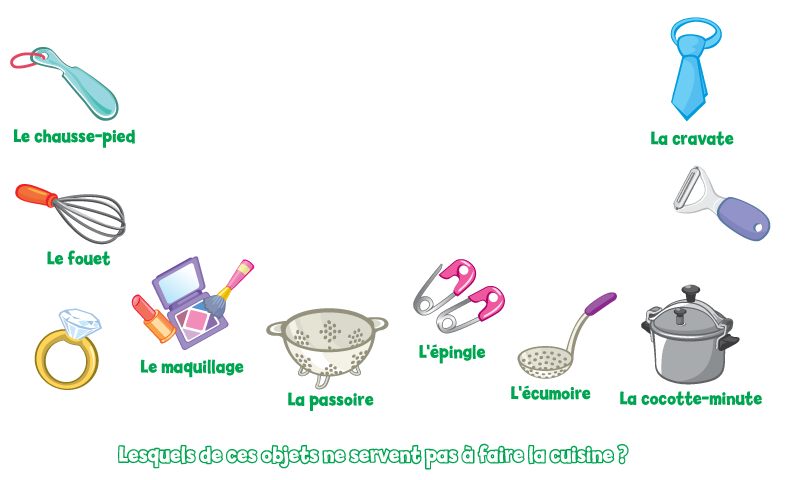 Le chausse-pied
La cravate
Le fouet
Le maquillage
L'épingle
La passoire
L'écumoire
La cocotte-minute
Lesquels de ces objets ne servent pas à faire la cuisine ?